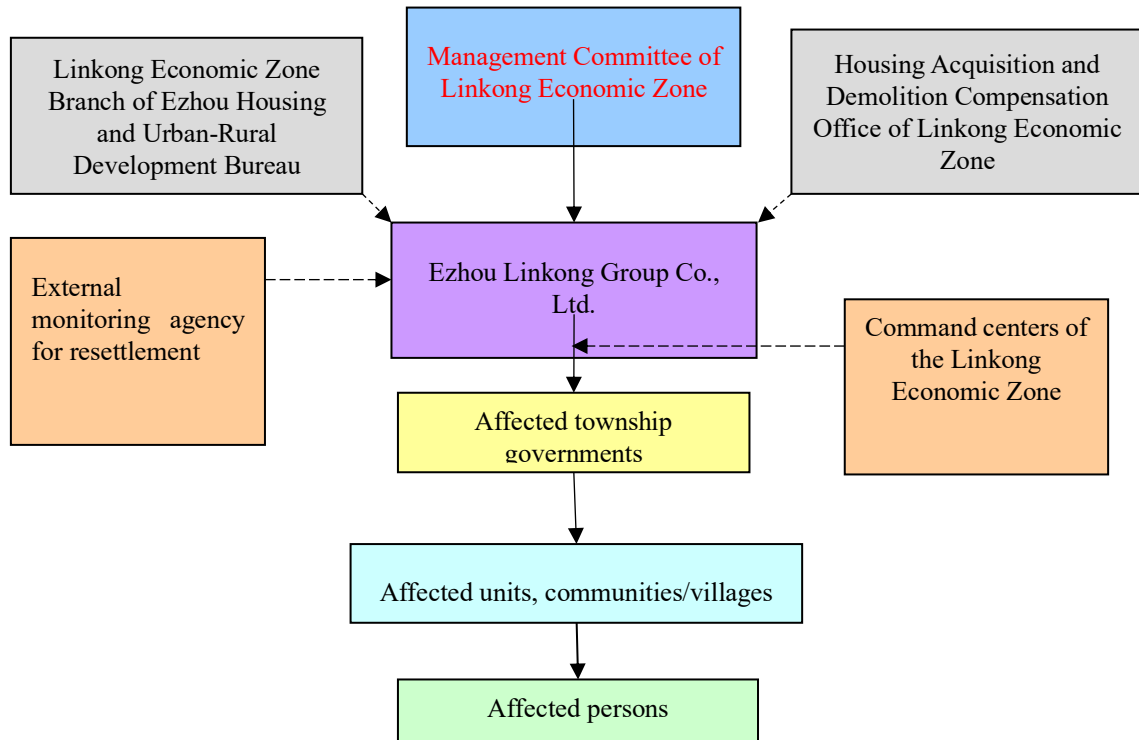 Linkong Economic Zone
Branch of Ezhou Housing
and Urban-Rural
Development Bureau
Management Committee of
Linkong Economic Zone
Housing Acquisition and
Demolition Compensation
Office of Linkong Economic
Zone
External
monitoring agency
for resettlement
Ezhou Linkong Group Co.,
Ltd.
Command centers of
the Linkong
Economic Zone
Affected township
governments
Affected units, communities/villages
Affected persons